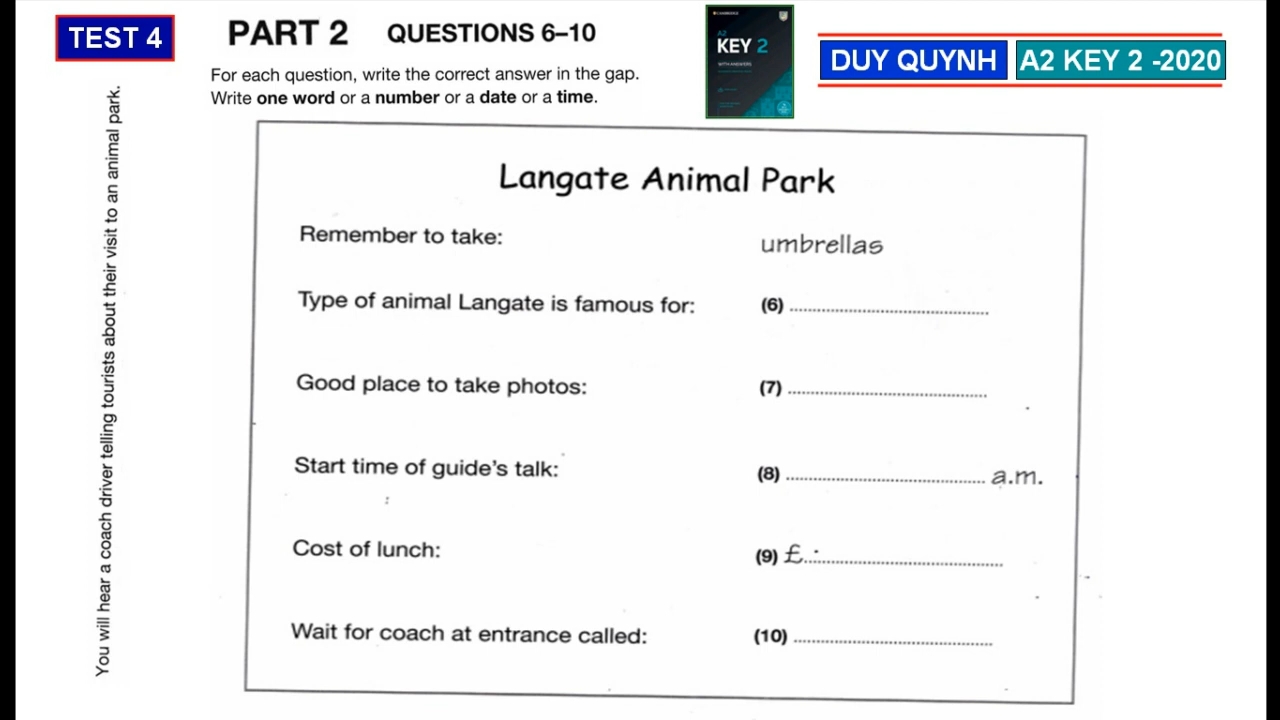 TEST 4
PART 2 QUESTIONS 6–10
For each question, write the correct answer in the gap.
Write one word or a number or a date or a time.
CAMBRIDGE
A2
KEY 2
WITH ANSWERS
DUY QUYNH A2 KEY 2 -2020
You will hear a coach driver telling tourists about their visit to an animal park.
Langate Animal Park
Remember to take: umbrellas
Type of animal Langate is famous for: (6) ..........
Good place to take photos: (7) ..........
Start time of guide's talk: (8) .......... a.m.
Cost of lunch: (9) £ ..........
Wait for coach at entrance called: (10) ..........